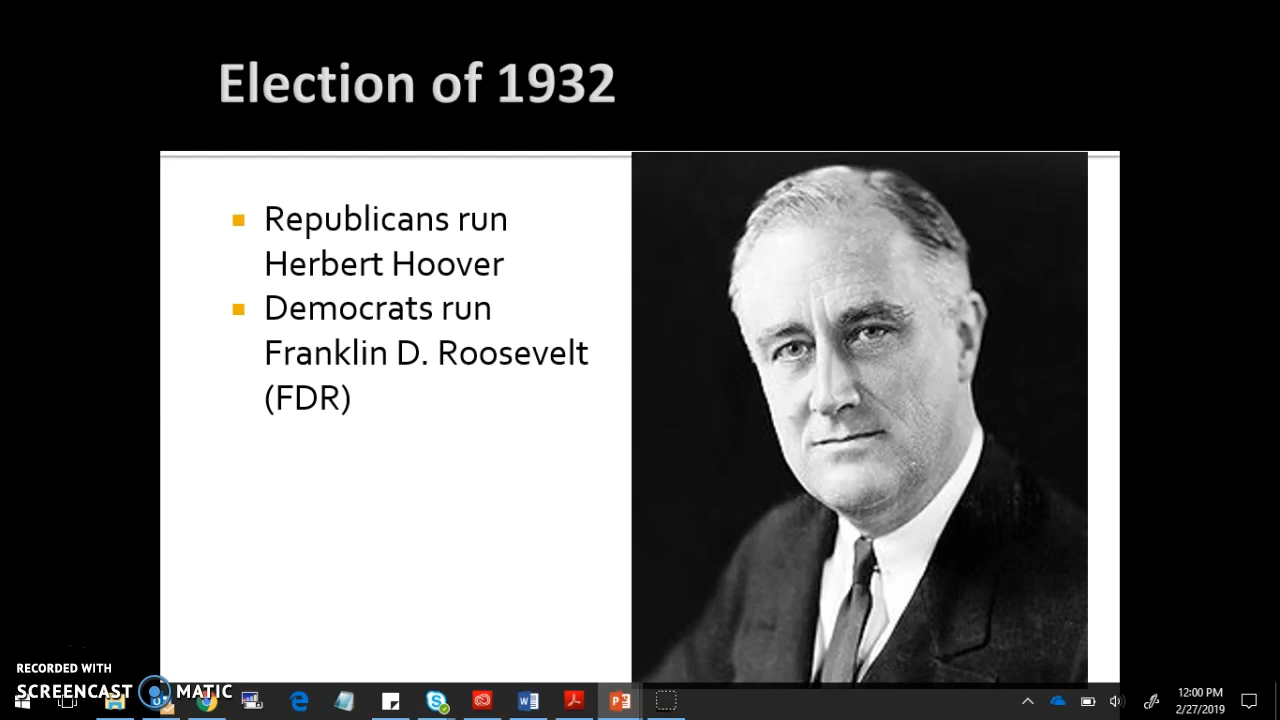 Election of 1932
Republicans run
Herbert Hoover
Democrats run
Franklin D. Roosevelt
(FDR)
RECORDED WITH
SCREENCAST MATIC
12:00 PM
2/27/2019